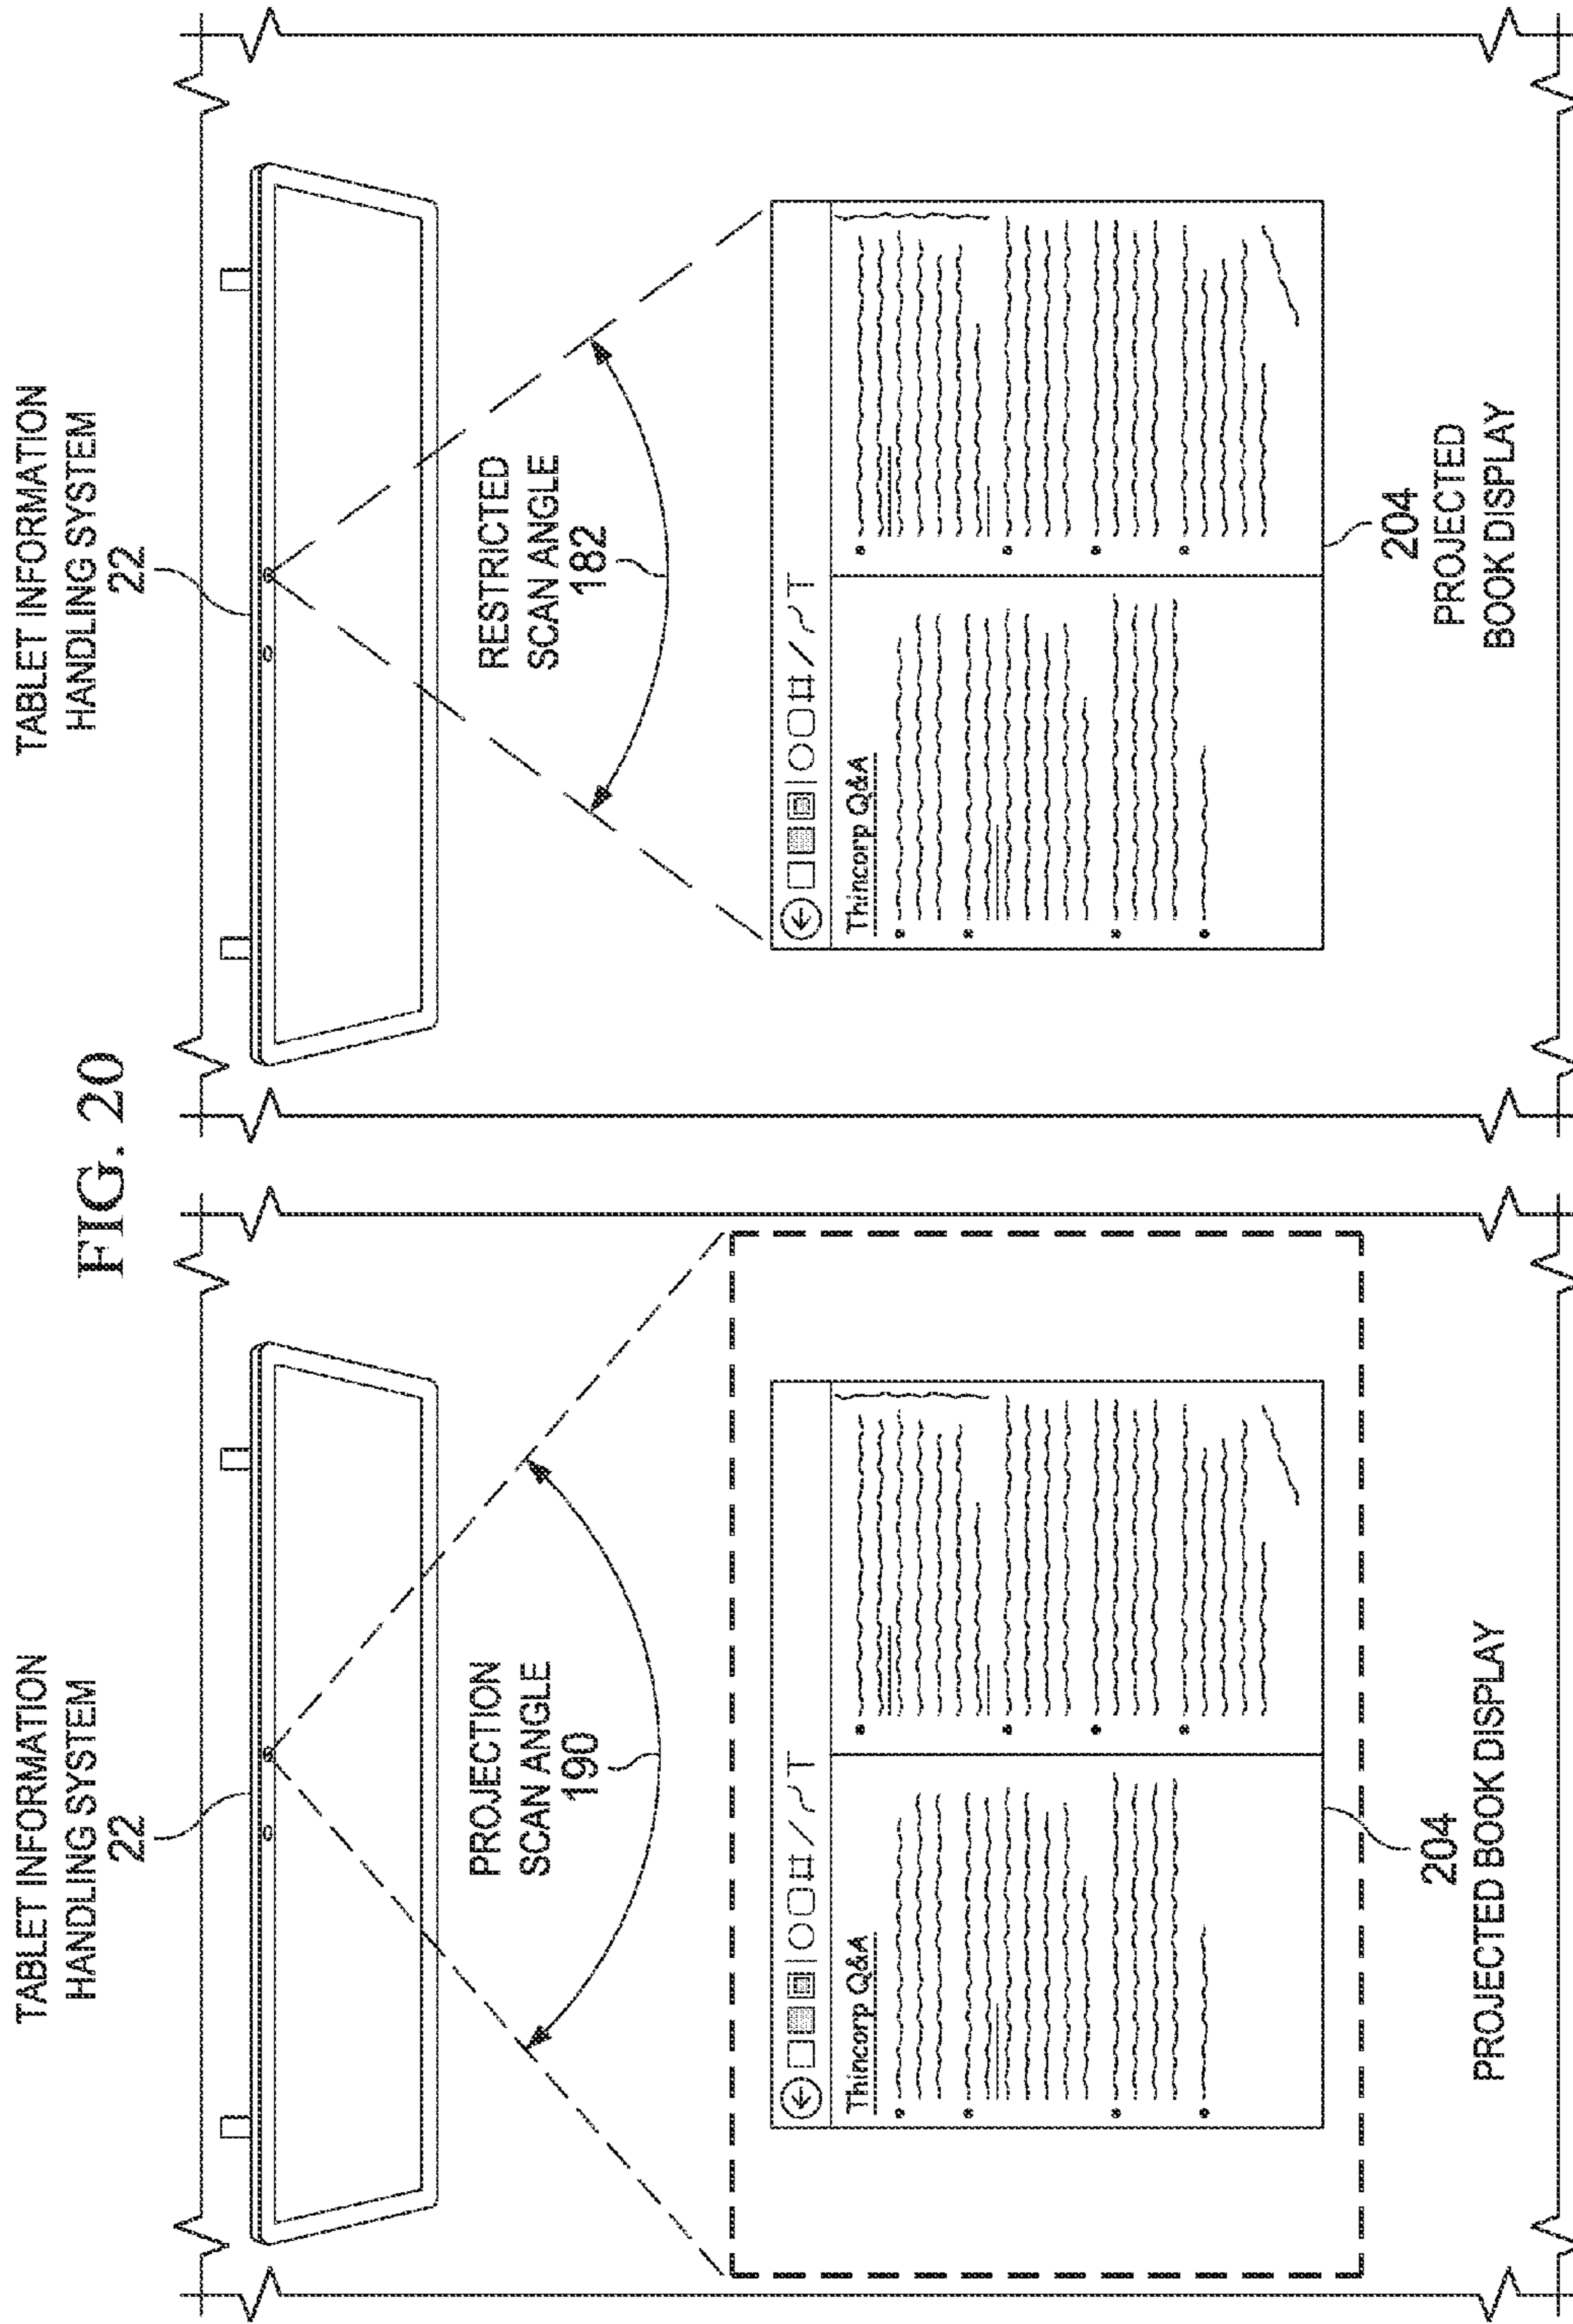 FIG. 20
TABLET INFORMATION
HANDLING SYSTEM
22
PROJECTION
SCAN ANGLE
190
T
Thincorp Q&A
204
PROJECTED BOOK DISPLAY
TABLET INFORMATION
HANDLING SYSTEM
22
RESTRICTED
SCAN ANGLE
182
T
Thincorp Q&A
204
PROJECTED
BOOK DISPLAY